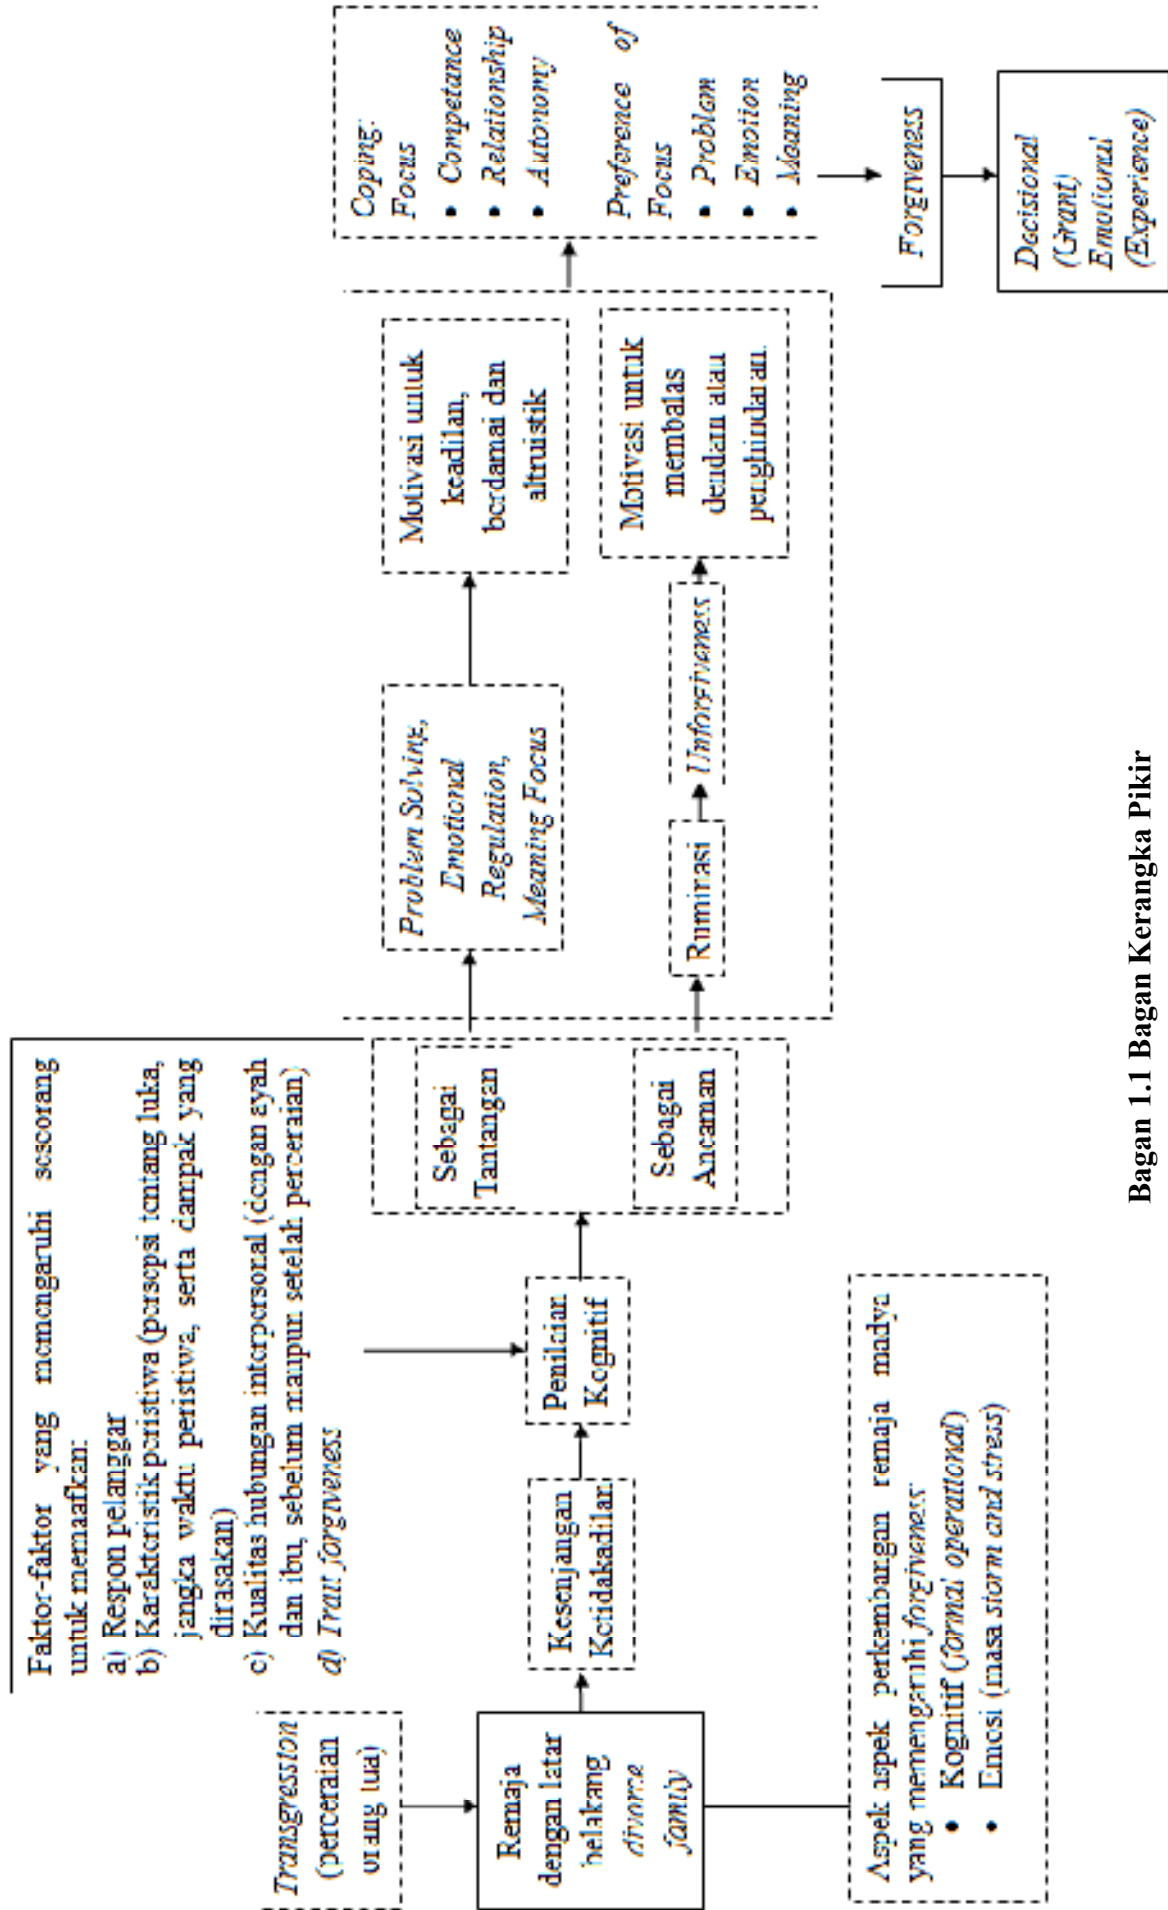 Faktor-faktor yang memengaruhi seseorang
untuk memaafkan:
a) Respon pelanggar
b) Karakteristik peristiwa (persepsi tentang luka,
jangka waktu peristiwa, serta dampak yang
dirasakan)
c) Kualitas hubungan interpersonal (dengan ayah
dan ibu, sebelum maupun setelah perceraian)
d) Trait forgiveness
Transgression
(perceraian
orang tua)
Remaja
dengan latar
belakang
divorce
family
Aspek aspek perkembangan remaja madya
yang memengaruhi forgiveness:
• Kognitif (formal operational)
• Emosi (masa storm and stress)
Kesenjangan
Ketidakadilan
Penilaian
Kognitif
Sebagai
Tantangan
Sebagai
Ancaman
Problem Solving,
Emotional
Regulation,
Meaning Focus
Motivasi untuk
keadilan,
berdamai dan
altruistik
Ruminasi
Unforgiveness
Motivasi untuk
membalas
dendam atau
penghindaran.
Coping:
Focus
• Competance
• Relationship
• Autonomy
Preference of
Focus
• Problem
• Emotion
• Meaning
Forgiveness
Decisional
(Grant)
Emotional
(Experience)
Bagan 1.1 Bagan Kerangka Pikir